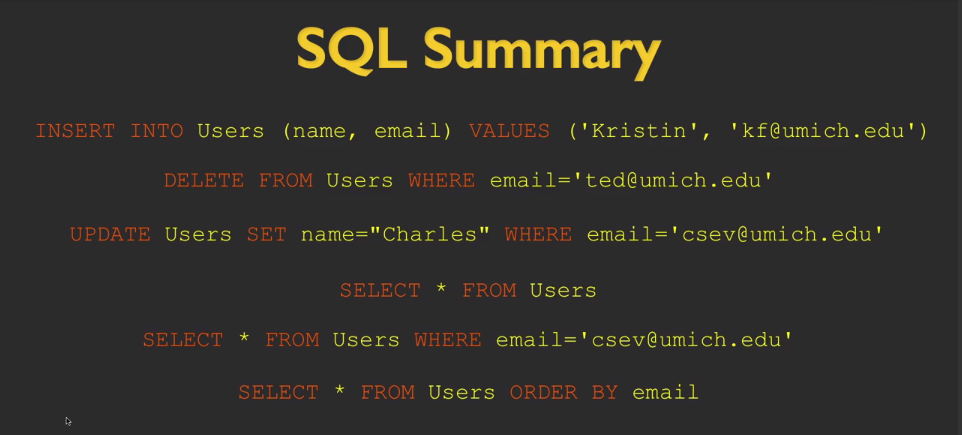 SQL Summary
INSERT INTO Users (name, email) VALUES ('Kristin', 'kf@umich.edu')
DELETE FROM Users WHERE email='ted@umich.edu'
UPDATE Users SET name="Charles" WHERE email='csev@umich.edu'
SELECT * FROM Users
SELECT * FROM Users WHERE email='csev@umich.edu'
SELECT * FROM Users ORDER BY email